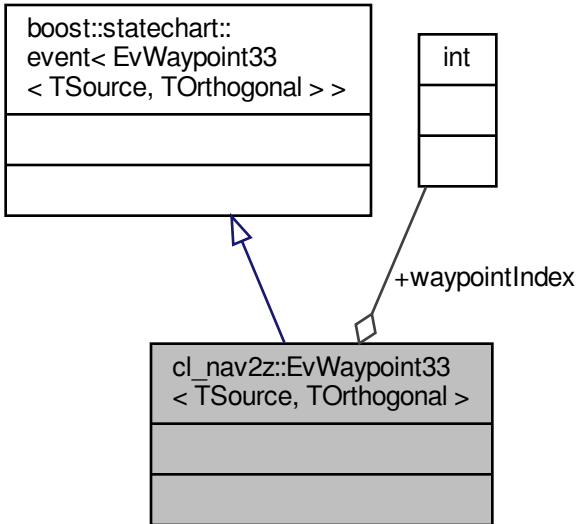 boost::statechart::
event< EvWaypoint33
< TSource, TOrthogonal > >
int
+waypointIndex
cl_nav2z::EvWaypoint33
< TSource, TOrthogonal >